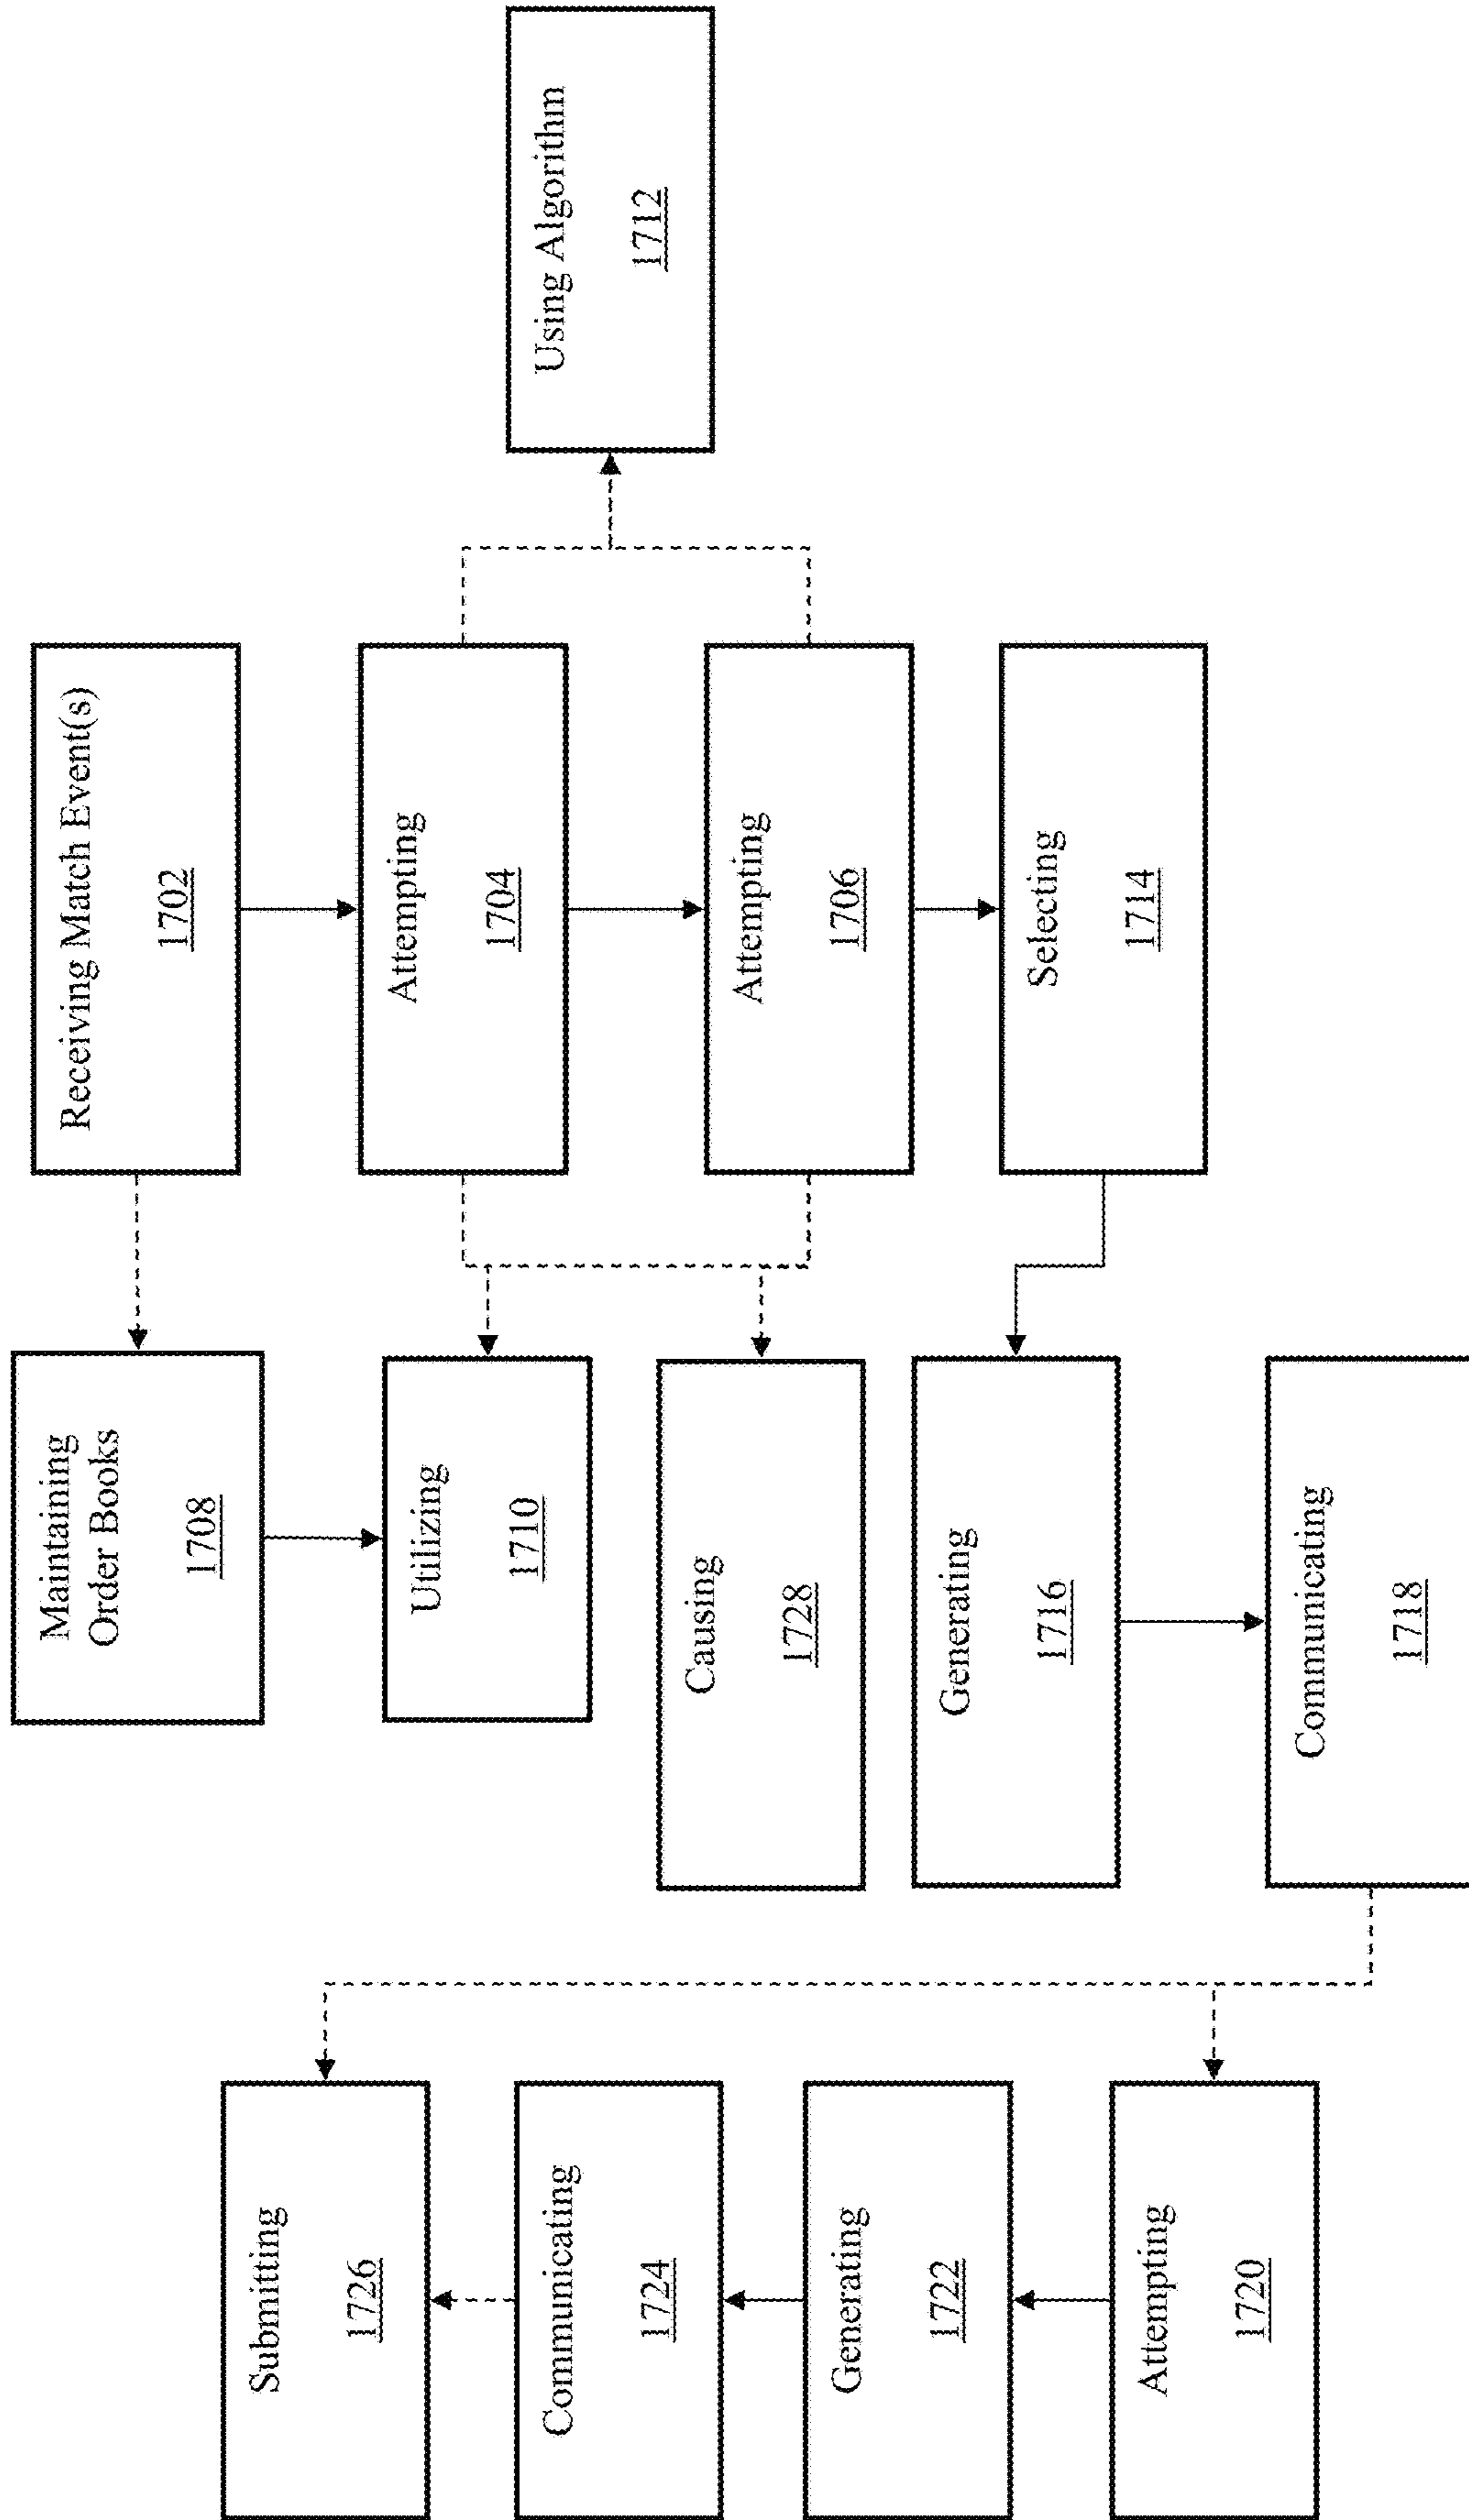 Submitting
1726
Communicating
1724
Generating
1722
Attempting
1720
Maintaining
Order Books
1708
Utilizing
1710
Causing
1728
Generating
1716
Communicating
1718
Receiving Match Event(s)
1702
Attempting
1704
Attempting
1706
Selecting
1714
Using Algorithm
1712